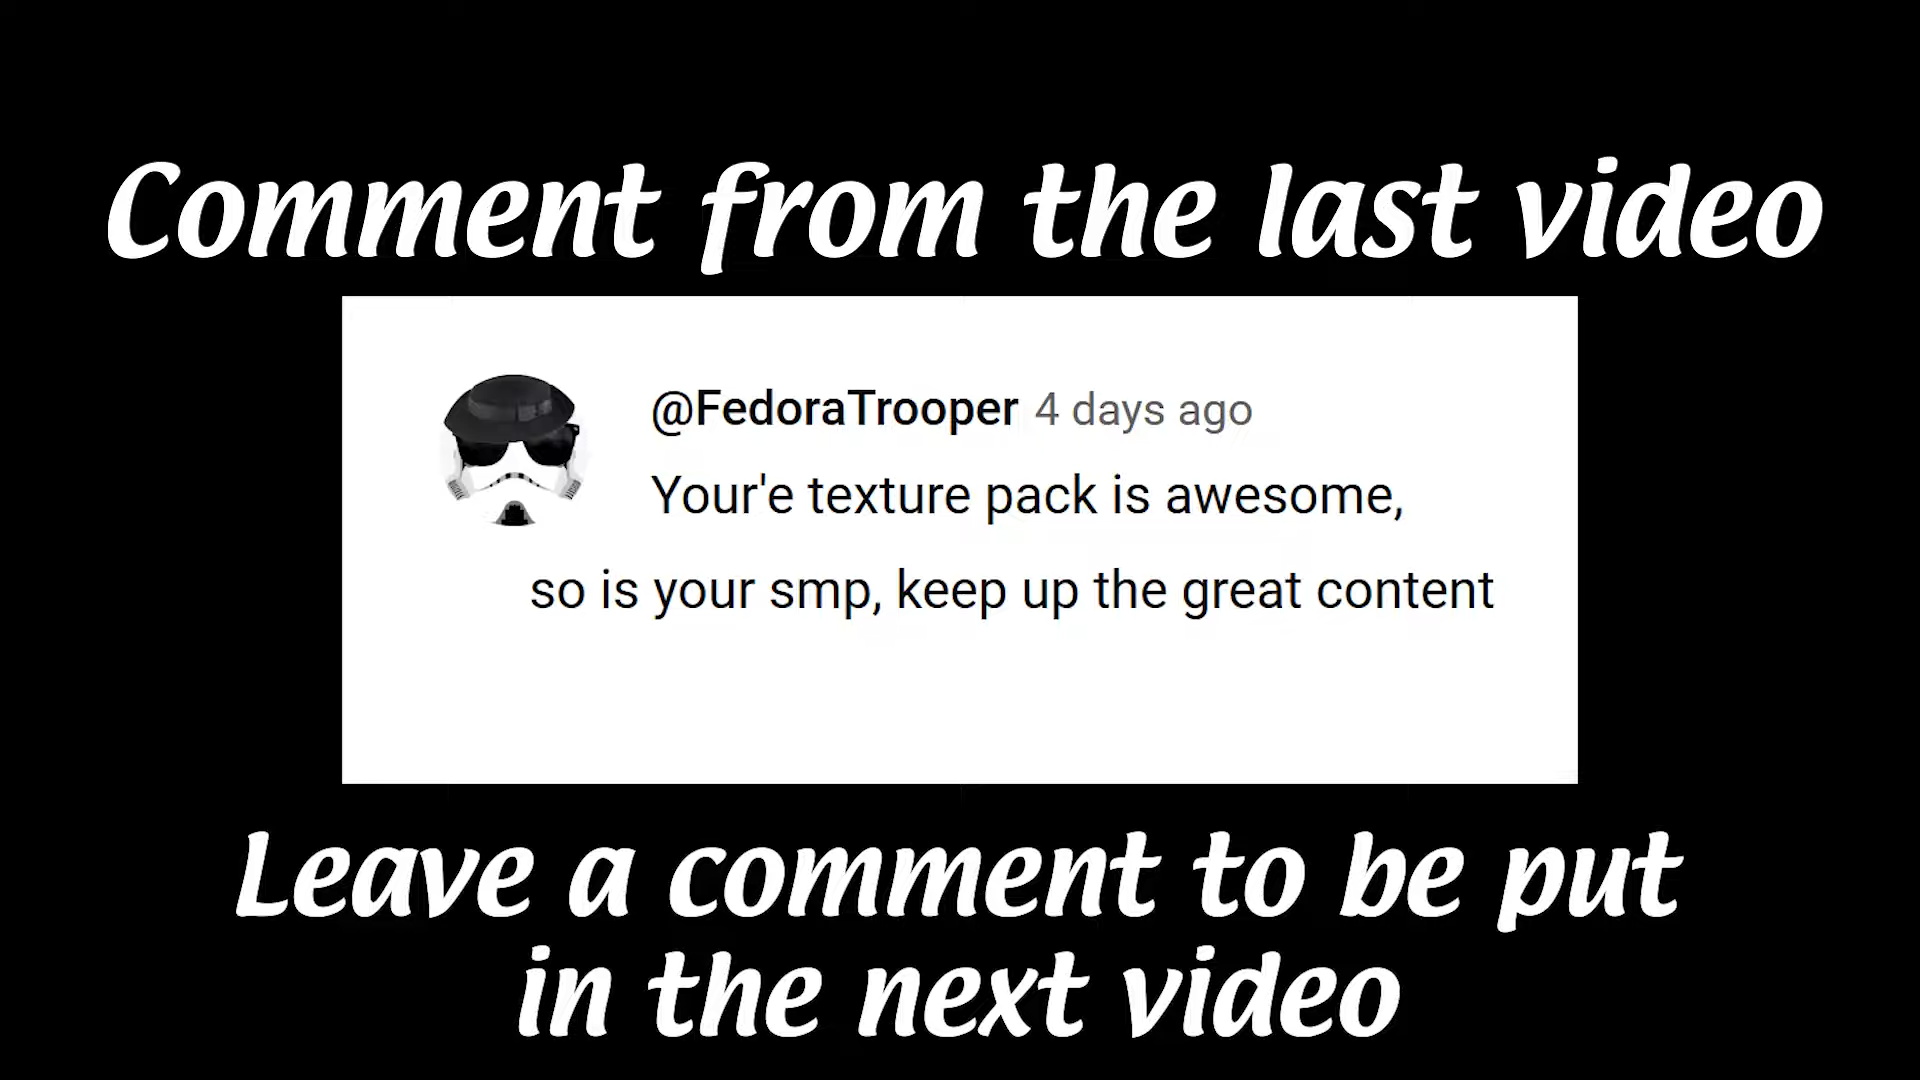 Comment from the last video
@FedoraTrooper 4 days ago
Your'e texture pack is awesome,
so is your smp, keep up the great content
Leave a comment to be put
in the next video